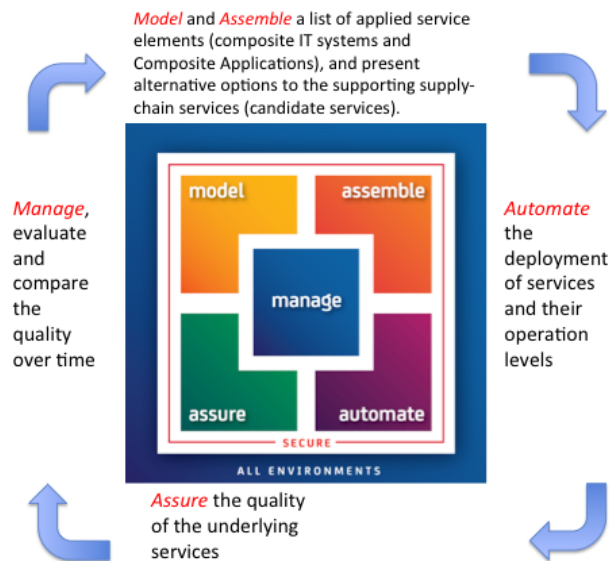 Model and Assemble a list of applied service
elements (composite IT systems and
Composite Applications), and present
alternative options to the supporting supply-
chain services (candidate services).
Manage,
evaluate
and
compare
the
quality
over time
model
assemble
manage
assure
automate
SECURE
ALL ENVIRONMENTS
Automate
the
deployment
of services
and their
operation
levels
Assure the quality
of the underlying
services